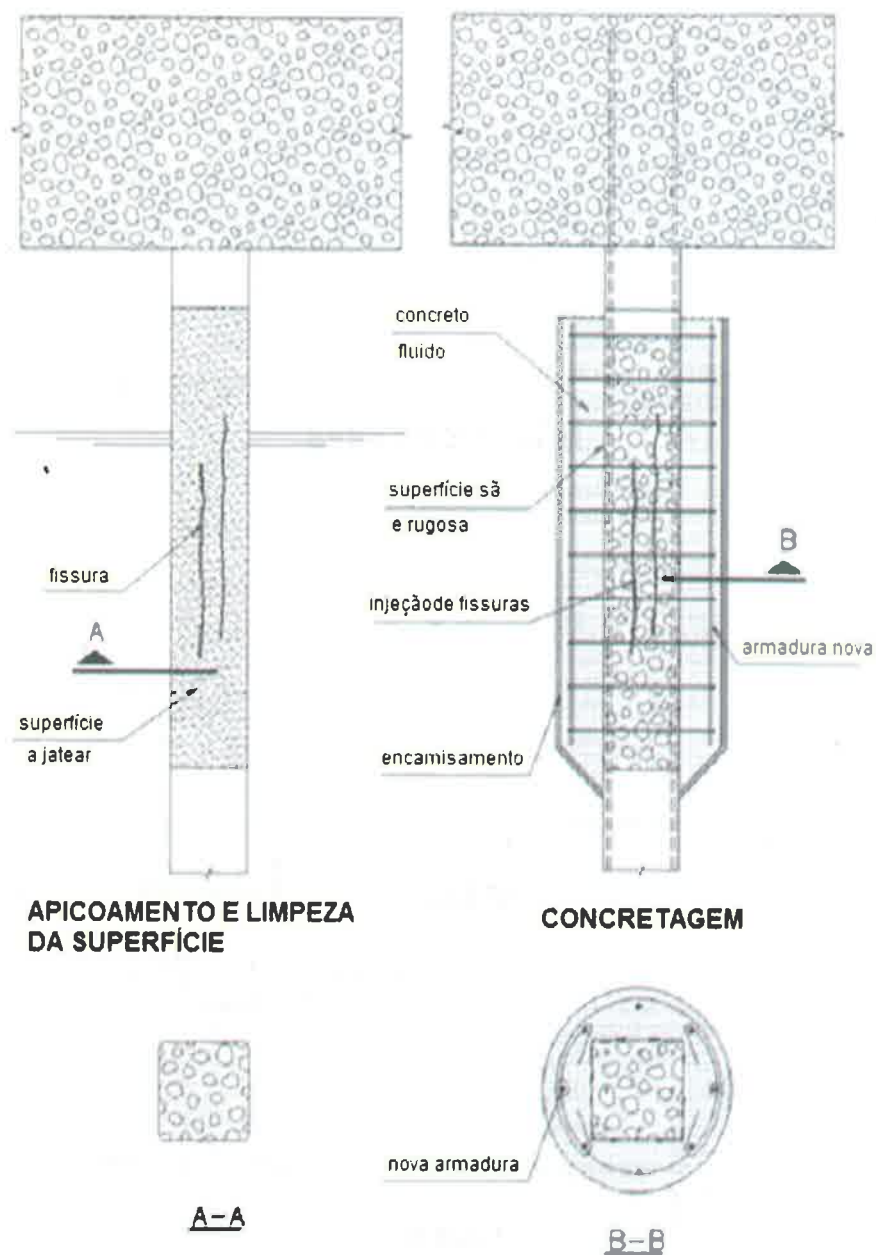 concreto
fluido
superfície sã
e rugosa
fissura
B
injeçãode fissuras
A
armadura nova
superfície
a jatear
encamisamento
APICOAMENTO E LIMPEZA
DA SUPERFÍCIE
CONCRETAGEM
nova armadura
A-A
B-B